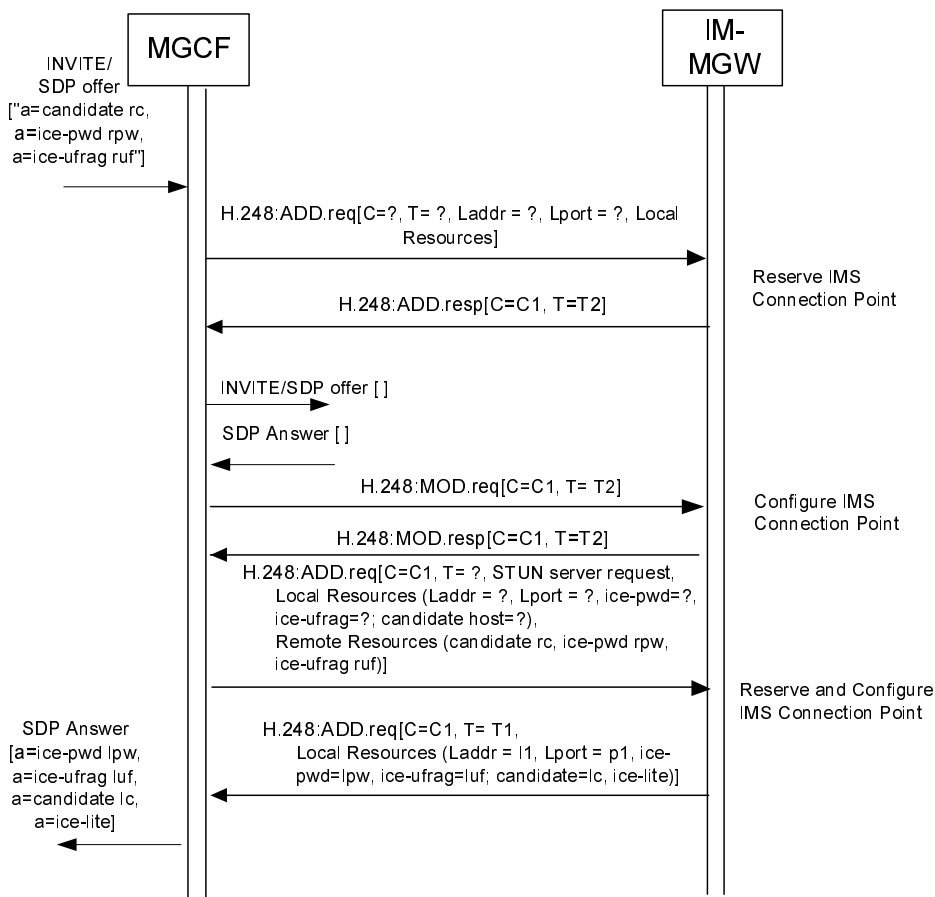 MGCF
IM-
MGW
INVITE/
SDP offer
["a=candidate rc,
a=ice-pwd rpw,
a=ice-ufrag ruf"]
H.248:ADD.req[C=?, T= ?, Laddr = ?, Lport = ?, Local
Resources]
Reserve IMS
Connection Point
H.248:ADD.resp[C=C1, T=T2]
INVITE/SDP offer [ ]
SDP Answer [ ]
H.248:MOD.req[C=C1, T= T2]
Configure IMS
Connection Point
H.248:MOD.resp[C=C1, T=T2]
H.248:ADD.req[C=C1, T= ?, STUN server request,
Local Resources (Laddr = ?, Lport = ?, ice-pwd=?,
ice-ufrag=?; candidate host=?),
Remote Resources (candidate rc, ice-pwd rpw,
ice-ufrag ruf)]
Reserve and Configure
IMS Connection Point
H.248:ADD.req[C=C1, T= T1,
Local Resources (Laddr = l1, Lport = p1, ice-
pwd=lpw, ice-ufrag=luf; candidate=lc, ice-lite)]
SDP Answer
[a=ice-pwd lpw,
a=ice-ufrag luf,
a=candidate lc,
a=ice-lite]